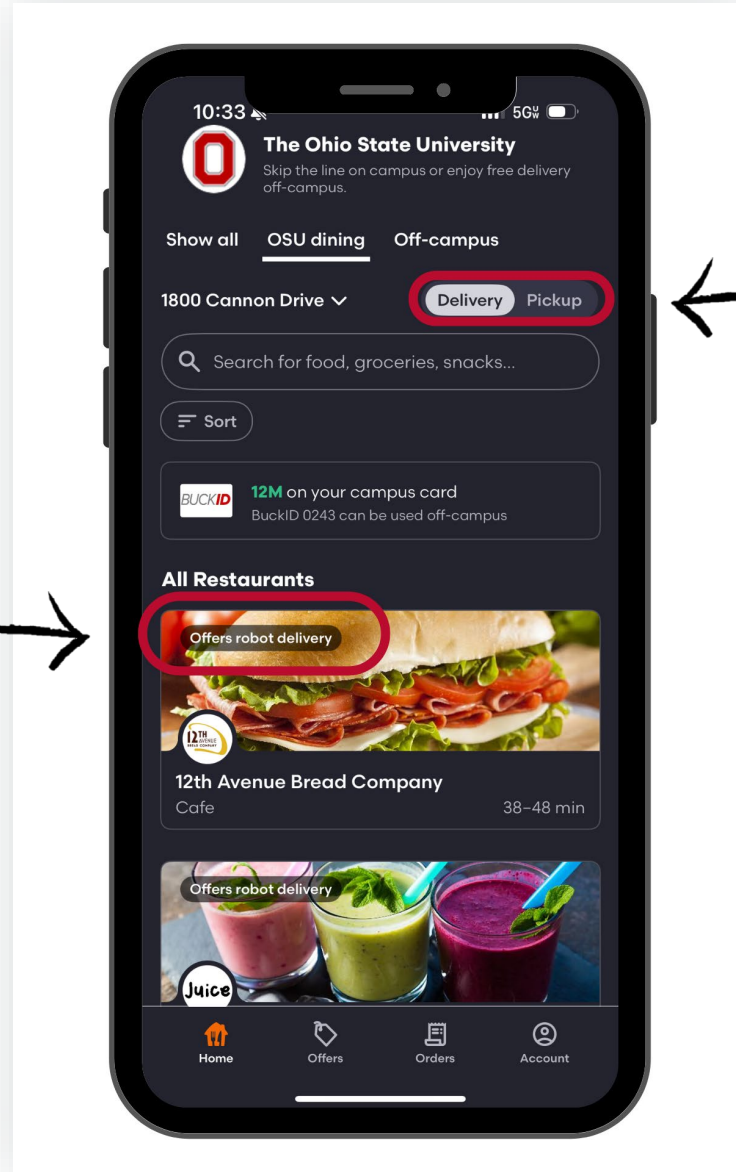 10:33
5G
The Ohio State University
Skip the line on campus or enjoy free delivery
off-campus.
Show all OSU dining Off-campus
1800 Cannon Drive
Delivery Pickup
Search for food, groceries, snacks...
Sort
BUCKID
12M on your campus card
BuckID 0243 can be used off-campus
All Restaurants
Offers robot delivery
12TH
AVENUE
BREAD COMPANY
12th Avenue Bread Company
Cafe 38–48 min
Offers robot delivery
Juice
Home Offers Orders Account